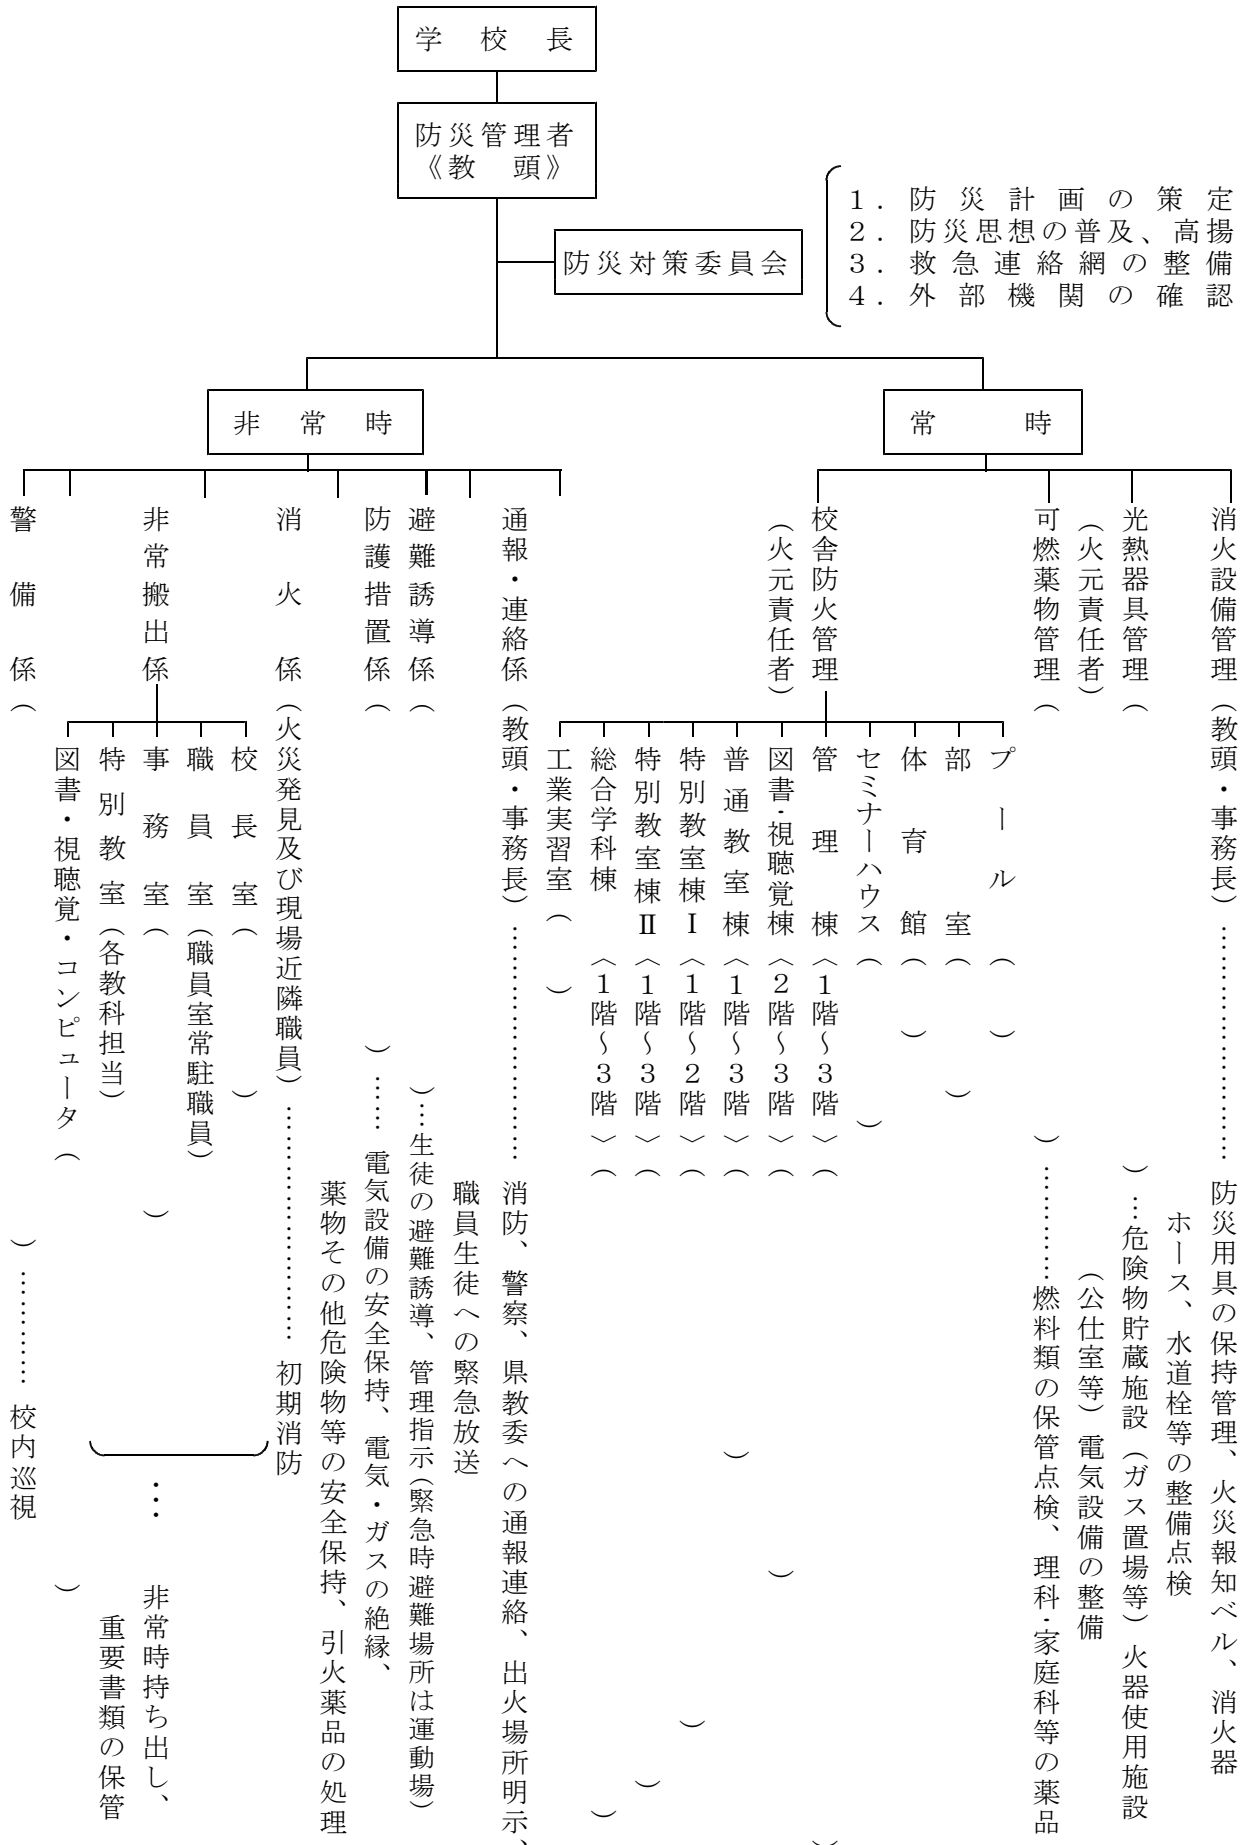 学校長
防災管理者
《教頭》
防災対策委員会
1．防災計画の策定
2．防災思想の普及、高揚
3．救急連絡網の整備
4．外部機関の確認
常時
非常時
消火設備管理（教頭・事務長）…………………防災用具の保持管理、火災報知ベル、消火器
ホース、水道栓等の整備点検
光熱器具管理（　　　）…危険物貯蔵施設（ガス置場等）火器使用施設
（火元責任者）
（公仕室等）電気設備の整備
可燃薬物管理（　　　）…………燃料類の保管点検、理科・家庭科等の薬品
校舎防火管理
（火元責任者）
プール（　　　）
部室（　　　）
体育館（　　　）
セミナーハウス（　　　）
管理棟〈1階～3階〉（　　　）
図書・視聴覚棟〈2階～3階〉（　　　）
普通教室棟〈1階～3階〉（　　　）
特別教室棟Ⅰ〈1階～2階〉（　　　）
特別教室棟Ⅱ〈1階～3階〉（　　　）
総合学科棟〈1階～3階〉（　　　）
工業実習室（　　　）
通報・連絡係（教頭・事務長）…………………消防、警察、県教委への通報連絡、出火場所明示、
職員生徒への緊急放送
避難誘導係（　　　）…生徒の避難誘導、管理指示（緊急時避難場所は運動場）
防護措置係（　　　）……電気設備の安全保持、電気・ガスの絶縁、
薬物その他危険物等の安全保持、引火薬品の処理
消火係（火災発見及び現場近隣職員）…………………初期消防
非常搬出係
校長室（　　　）
職員室（職員室常駐職員）
事務室（　　　）
特別教室（各教科担当）
図書・視聴覚・コンピュータ（　　　）
…非常時持ち出し、
重要書類の保管
警備係（　　　）…………校内巡視